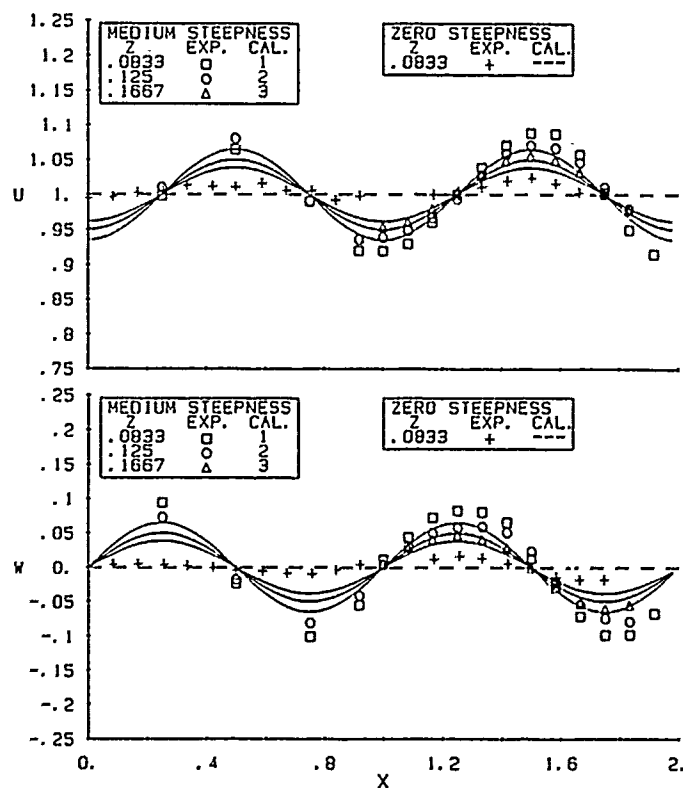 1.25
1.2
1.15
1.1
1.05
U 1.
.95
.9
.85
.8
.75
MEDIUM STEEPNESS
Z EXP. CAL.
.0833 □ 1
.125 ○ 2
.1667 △ 3
ZERO STEEPNESS
Z EXP. CAL.
.0833 + ---
.25
.2
.15
.1
.05
W 0.
-.05
-.1
-.15
-.2
-.25
MEDIUM STEEPNESS
Z EXP. CAL.
.0833 □ 1
.125 ○ 2
.1667 △ 3
ZERO STEEPNESS
Z EXP. CAL.
.0833 + ---
0. .4 .8 1.2 1.6 2.
X